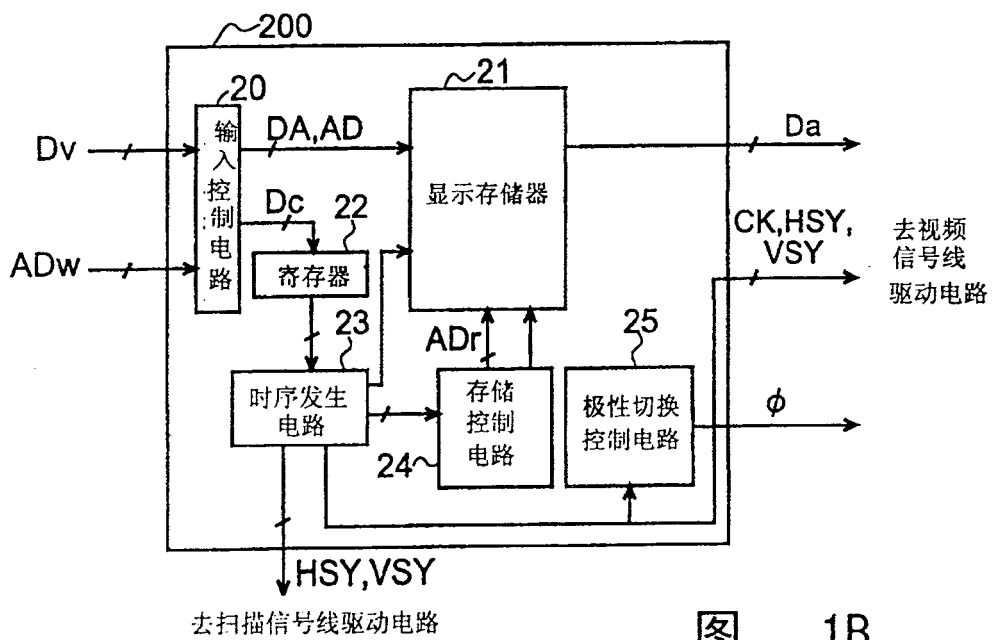 200
20
21
Dv
输入控制电路
DA,AD
显示存储器
Da
Dc
22
寄存器
ADw
CK,HSY,
VSY
去视频
信号线
驱动电路
23
时序发生
电路
ADr
24
存储
控制
电路
25
极性切换
控制电路
ϕ
HSY,VSY
去扫描信号线驱动电路
图 1B